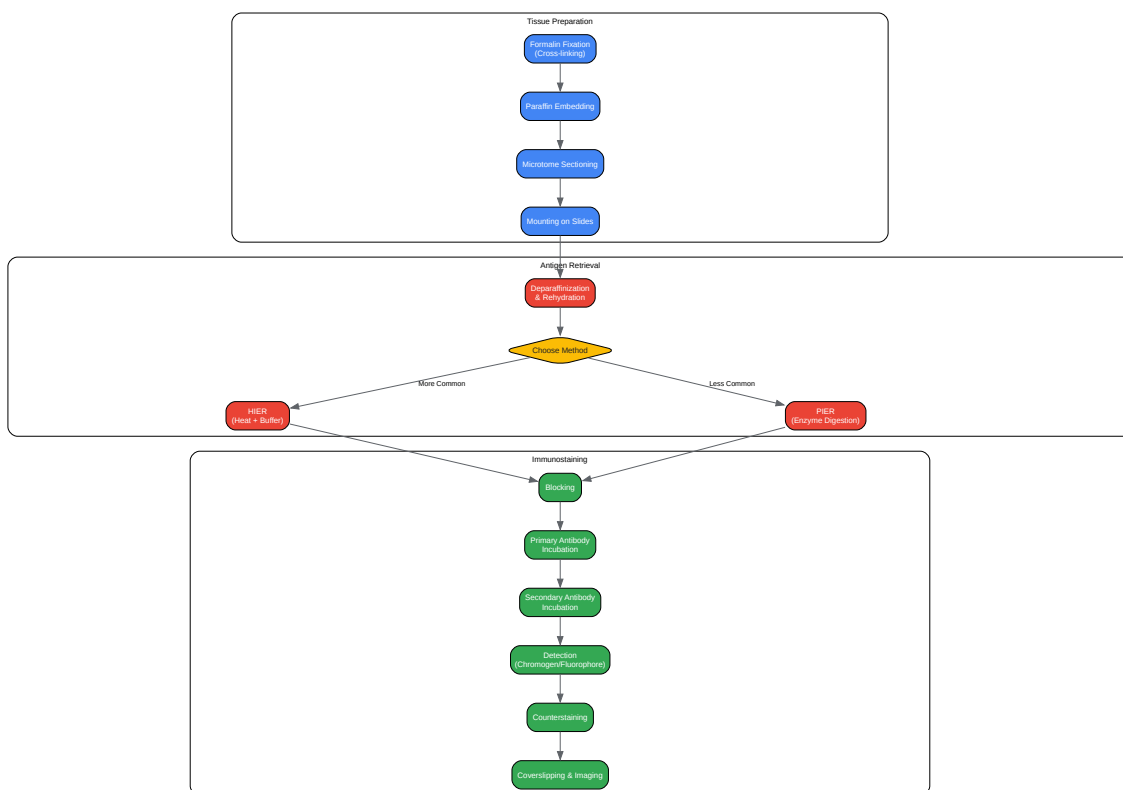 Tissue Preparation
Formalin Fixation
(Cross-linking)
Paraffin Embedding
Microtome Sectioning
Mounting on Slides
Antigen Retrieval
Deparaffinization
& Rehydration
Choose Method
More Common
Less Common
HIER
(Heat + Buffer)
PIER
(Enzyme Digestion)
Immunostaining
Blocking
Primary Antibody
Incubation
Secondary Antibody
Incubation
Detection
(Chromogen/Fluorophore)
Counterstaining
Coverslipping & Imaging